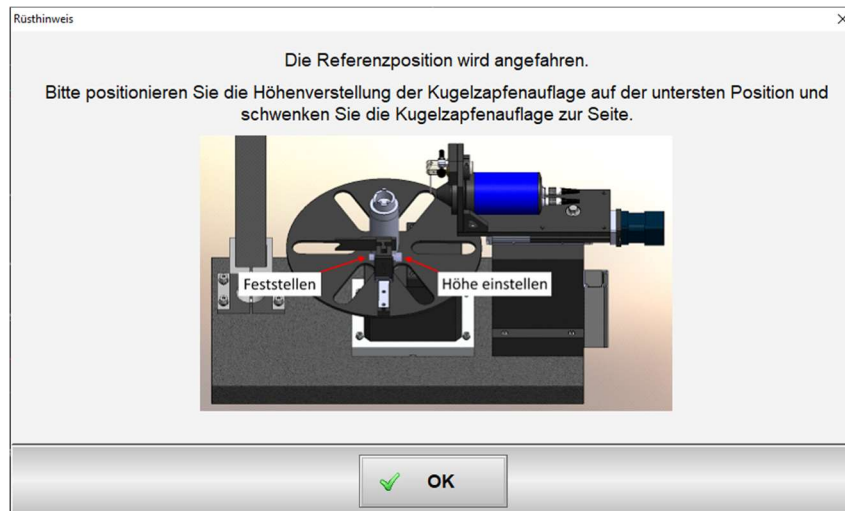 Rüsthinweis
Die Referenzposition wird angefahren.
Bitte positionieren Sie die Höhenverstellung der Kugelzapfenauflage auf der untersten Position und
schwenken Sie die Kugelzapfenauflage zur Seite.
Feststellen
Höhe einstellen
OK